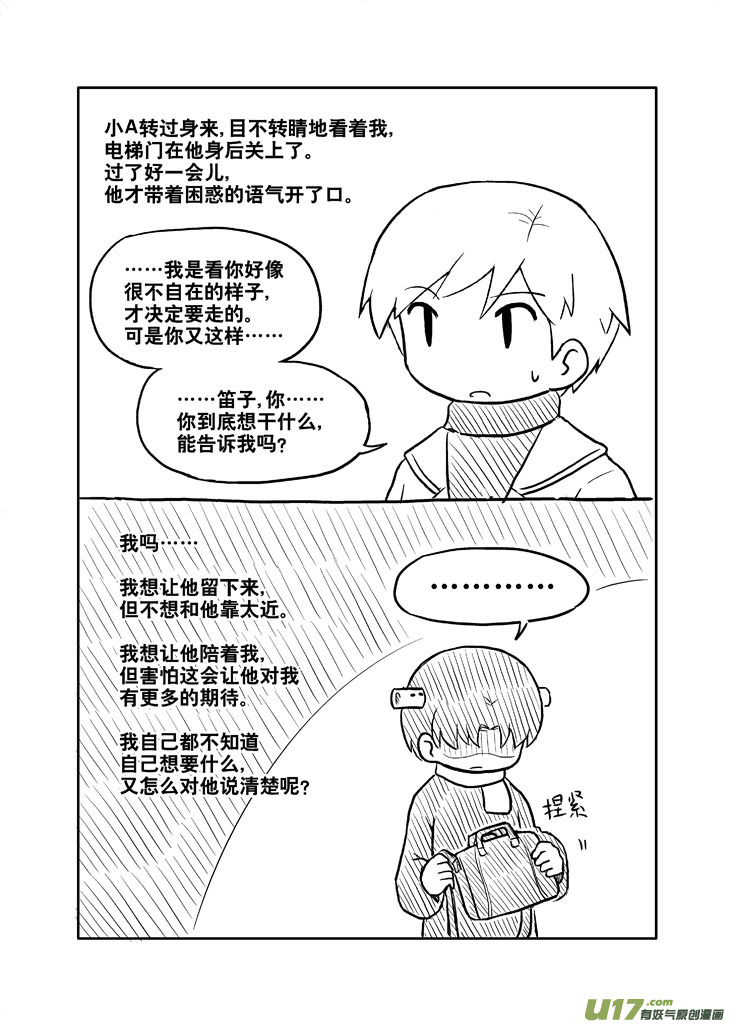 小A转过身来,目不转睛地看着我,
电梯门在他身后关上了。
过了好一会儿,
他才带着困惑的语气开了口。
……我是看你好像
很不自在的样子,
才决定要走的。
可是你又这样……
……笛子,你……
你到底想干什么,
能告诉我吗?
我吗……
我想让他留下来,
但不想和他靠太近。
我想让他陪着我,
但害怕这会让他对我
有更多的期待。
我自己都不知道
自己想要什么,
又怎么对他说清楚呢?
…………
捏紧
U17.com
有妖气原创漫画